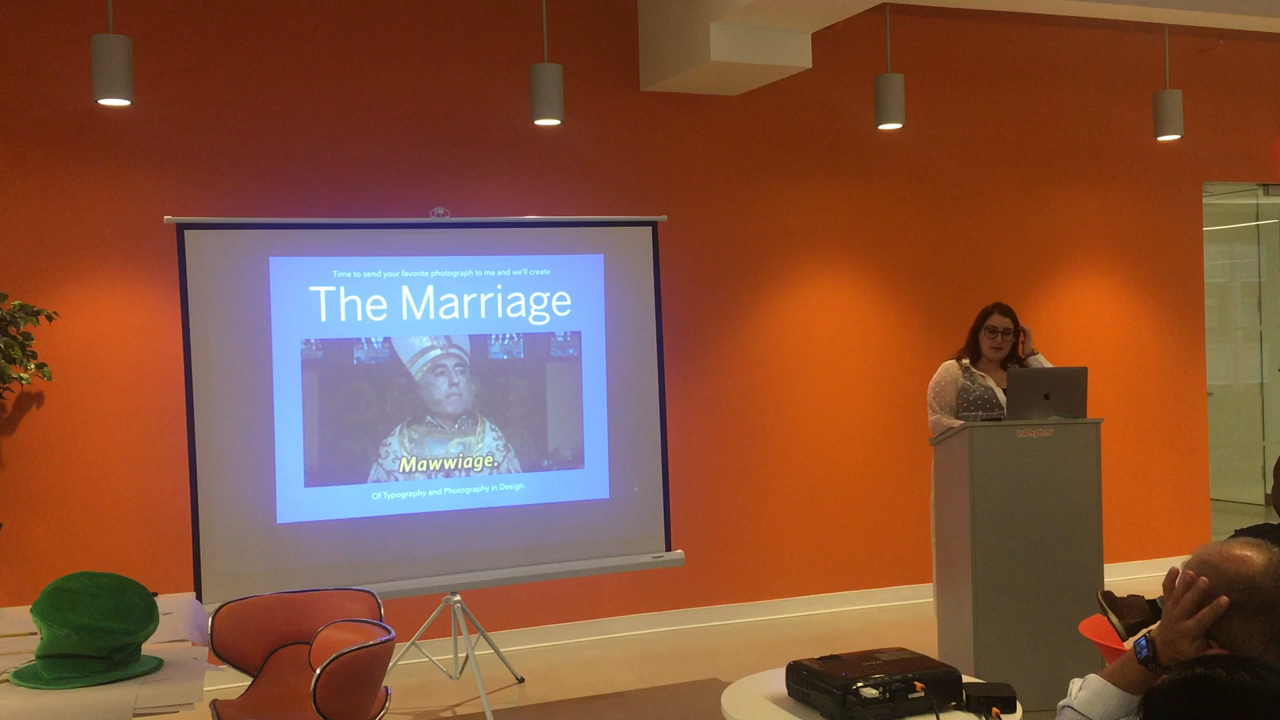 Time to send your favorite photograph to me and we'll create
The Marriage
Mawwiage.
Of Typography and Photography in Design.
InRhythm